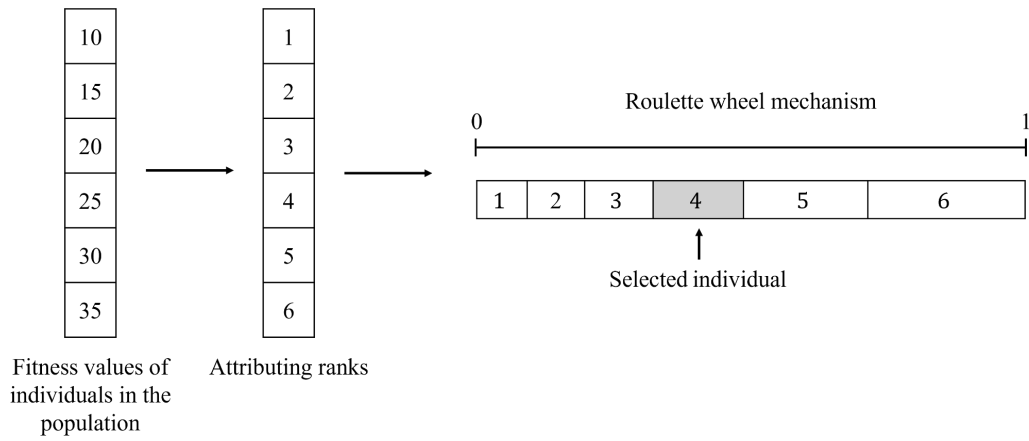 10
15
20
25
30
35
Fitness values of
individuals in the
population
1
2
3
4
5
6
Attributing ranks
Roulette wheel mechanism
0 1
1 2 3 4 5 6
Selected individual